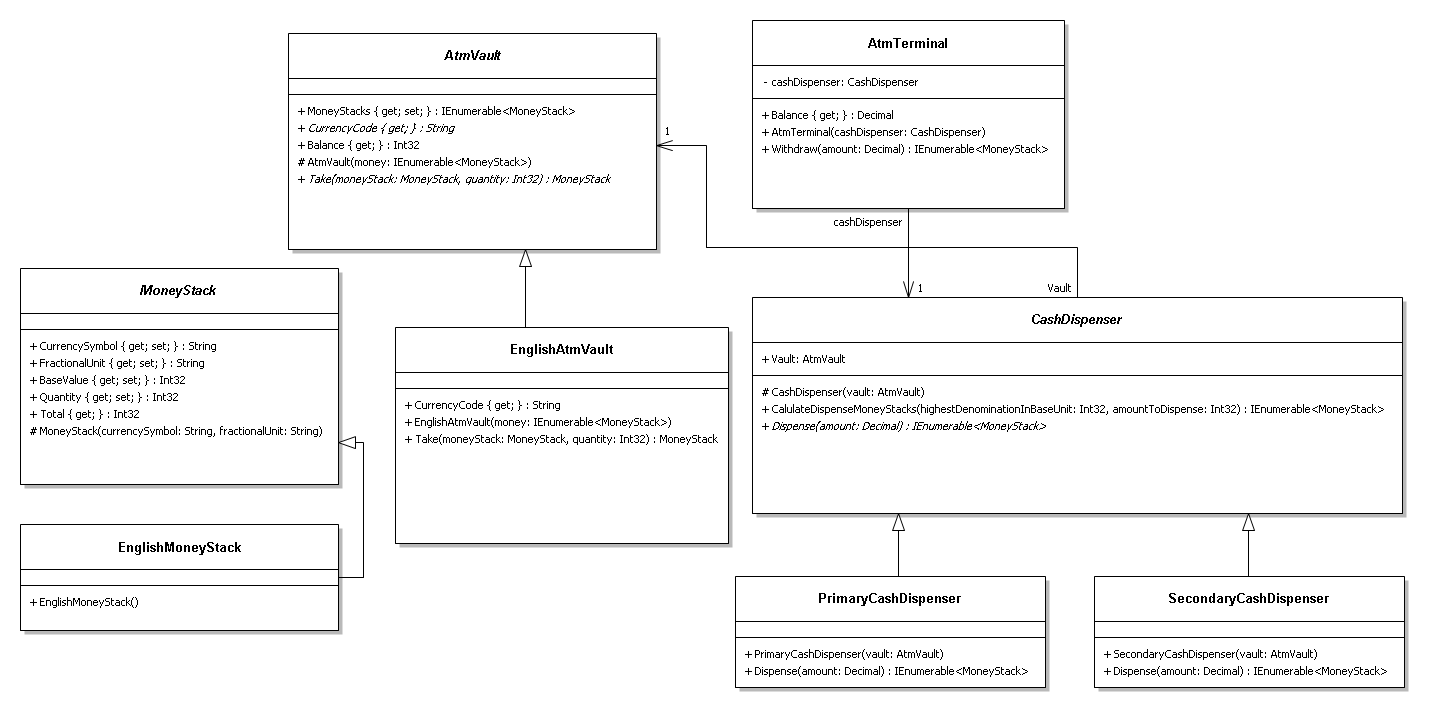 AtmVault
+ MoneyStacks { get; set; } : IEnumerable<MoneyStack>
+ CurrencyCode { get; } : String
+ Balance { get; } : Int32
# AtmVault(money: IEnumerable<MoneyStack>)
+ Take(moneyStack: MoneyStack, quantity: Int32) : MoneyStack
1
AtmTerminal
- cashDispenser: CashDispenser
+ Balance { get; } : Decimal
+ AtmTerminal(cashDispenser: CashDispenser)
+ Withdraw(amount: Decimal) : IEnumerable<MoneyStack>
cashDispenser
1
Vault
MoneyStack
+ CurrencySymbol { get; set; } : String
+ FractionalUnit { get; set; } : String
+ BaseValue { get; set; } : Int32
+ Quantity { get; set; } : Int32
+ Total { get; } : Int32
# MoneyStack(currencySymbol: String, fractionalUnit: String)
EnglishAtmVault
+ CurrencyCode { get; } : String
+ EnglishAtmVault(money: IEnumerable<MoneyStack>)
+ Take(moneyStack: MoneyStack, quantity: Int32) : MoneyStack
CashDispenser
+ Vault: AtmVault
# CashDispenser(vault: AtmVault)
+ CalulateDispenseMoneyStacks(highestDenominationInBaseUnit: Int32, amountToDispense: Int32) : IEnumerable<MoneyStack>
+ Dispense(amount: Decimal) : IEnumerable<MoneyStack>
EnglishMoneyStack
+ EnglishMoneyStack()
PrimaryCashDispenser
+ PrimaryCashDispenser(vault: AtmVault)
+ Dispense(amount: Decimal) : IEnumerable<MoneyStack>
SecondaryCashDispenser
+ SecondaryCashDispenser(vault: AtmVault)
+ Dispense(amount: Decimal) : IEnumerable<MoneyStack>